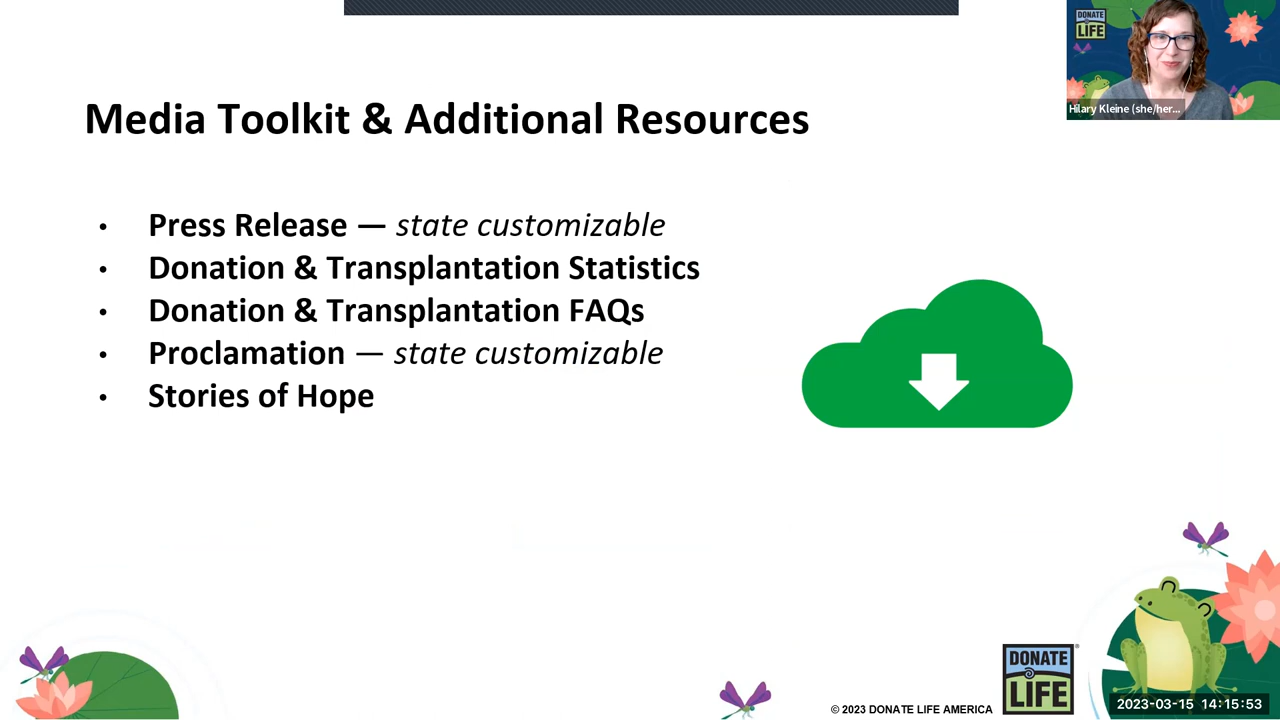 DONATE
LIFE
Hilary Kleine (she/her...
Media Toolkit & Additional Resources
• Press Release — state customizable
• Donation & Transplantation Statistics
• Donation & Transplantation FAQs
• Proclamation — state customizable
• Stories of Hope
© 2023 DONATE LIFE AMERICA
DONATE
LIFE
®
2023-03-15 14:15:53